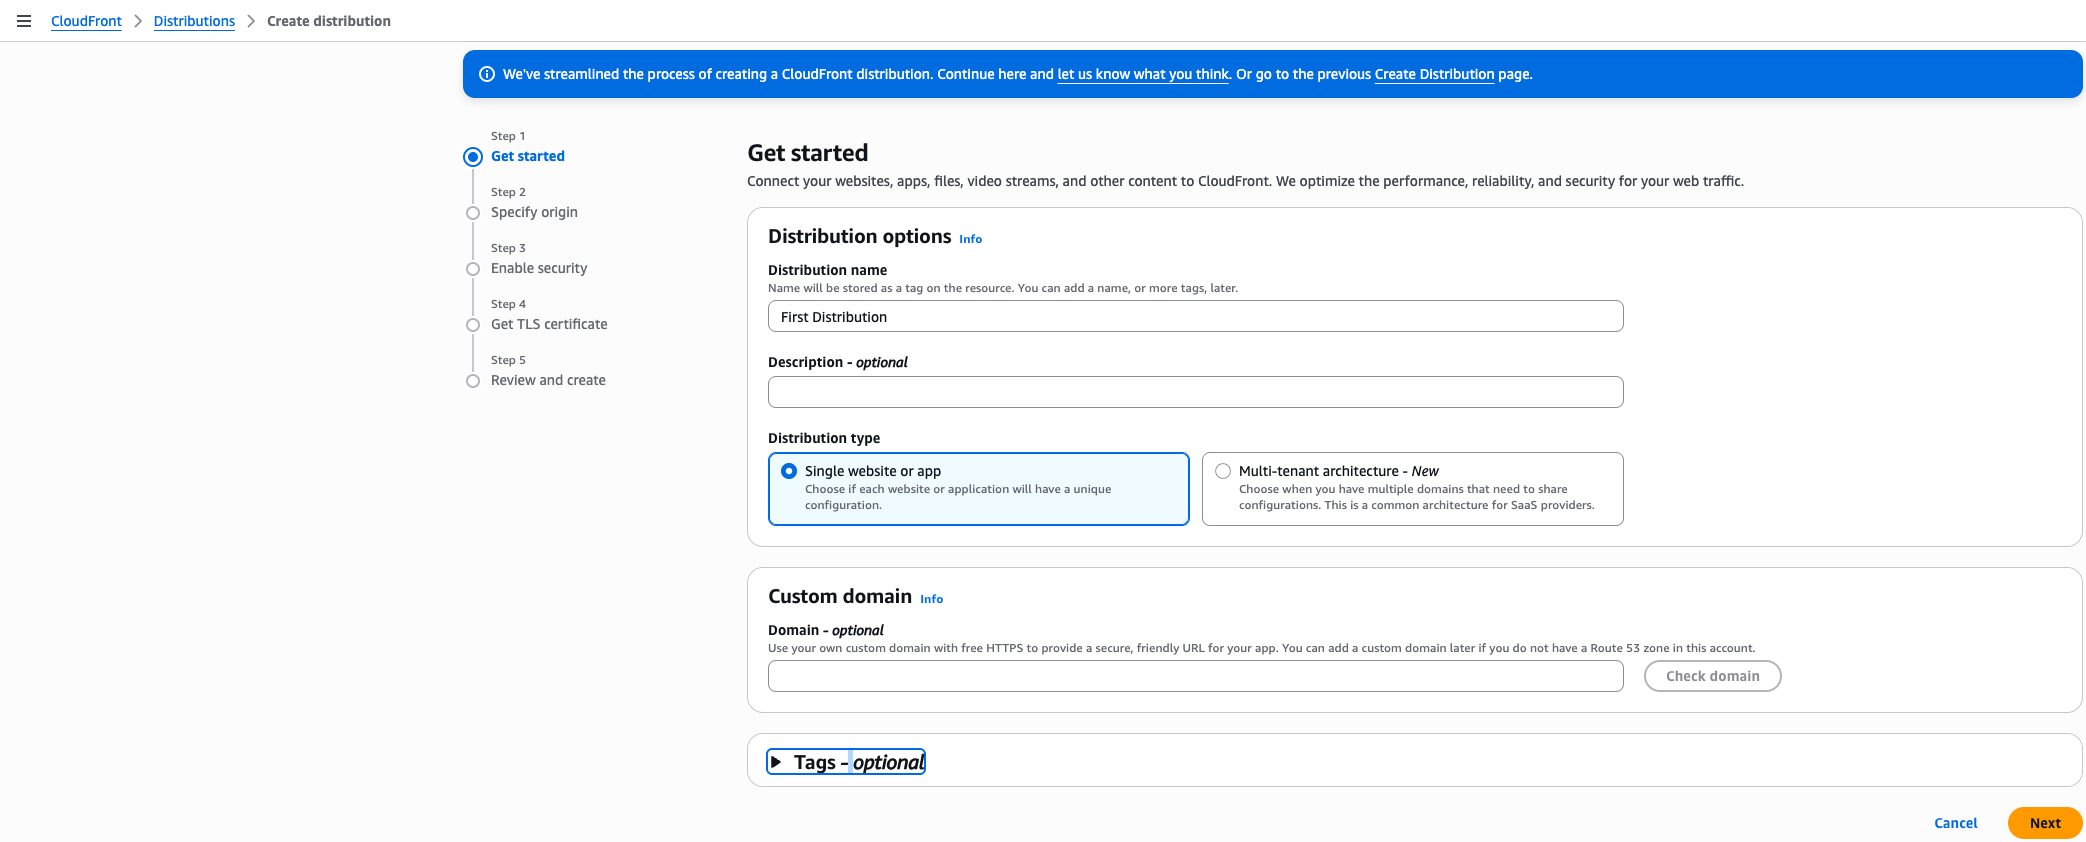 CloudFront > Distributions > Create distribution
We've streamlined the process of creating a CloudFront distribution. Continue here and let us know what you think. Or go to the previous Create Distribution page.
Step 1
Get started
Step 2
Specify origin
Step 3
Enable security
Step 4
Get TLS certificate
Step 5
Review and create
Get started
Connect your websites, apps, files, video streams, and other content to CloudFront. We optimize the performance, reliability, and security for your web traffic.
Distribution options Info
Distribution name
Name will be stored as a tag on the resource. You can add a name, or more tags, later.
First Distribution
Description - optional
Distribution type
Single website or app
Choose if each website or application will have a unique
configuration.
Multi-tenant architecture - New
Choose when you have multiple domains that need to share
configurations. This is a common architecture for SaaS providers.
Custom domain Info
Domain - optional
Use your own custom domain with free HTTPS to provide a secure, friendly URL for your app. You can add a custom domain later if you do not have a Route 53 zone in this account.
Check domain
Tags - optional
Cancel
Next